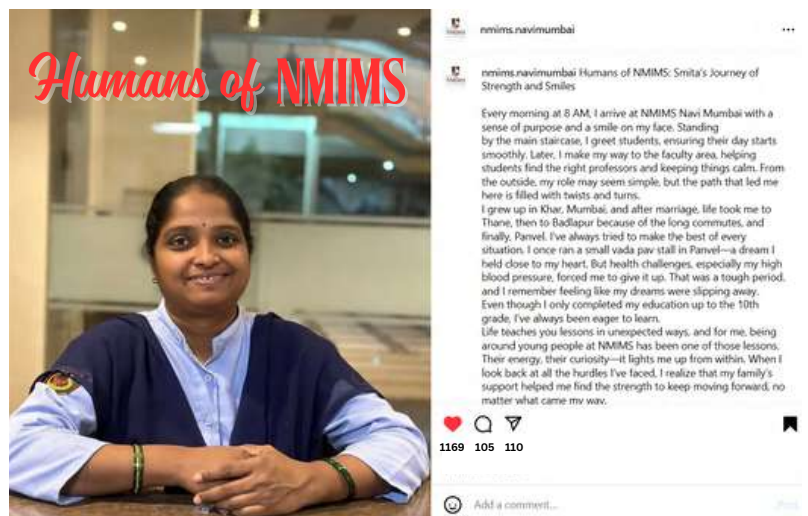 Humans of NMIMS
nmims.navimumbai
nmims.navimumbai Humans of NMIMS: Smita's Journey of
Strength and Smiles
Every morning at 8 AM, I arrive at NMIMS Navi Mumbai with a
sense of purpose and a smile on my face. Standing
by the main staircase, I greet students, ensuring their day starts
smoothly. Later, I make my way to the faculty area, helping
students find the right professors and keeping things calm. From
the outside, my role may seem simple, but the path that led me
here is filled with twists and turns.
I grew up in Khar, Mumbai, and after marriage, life took me to
Thane, then to Badlapur because of the long commutes, and
finally, Panvel. I've always tried to make the best of every
situation. I once ran a small vada pav stall in Panvel—a dream I
held close to my heart. But health challenges, especially my high
blood pressure, forced me to give it up. That was a tough period,
and I remember feeling like my dreams were slipping away.
Even though I only completed my education up to the 10th
grade, I've always been eager to learn.
Life teaches you lessons in unexpected ways, and for me, being
around young people at NMIMS has been one of those lessons.
Their energy, their curiosity—it lights me up from within. When I
look back at all the hurdles I've faced, I realize that my family's
support helped me find the strength to keep moving forward, no
matter what came my way.
1169 105 110
Add a comment...
Post